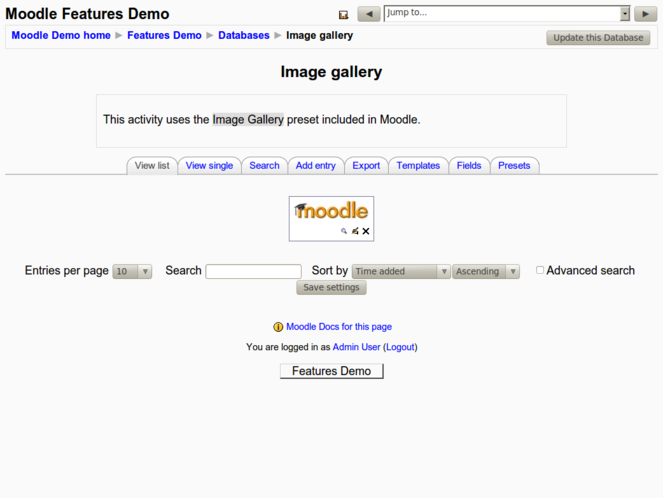 Moodle Features Demo
Jump to...
Moodle Demo home ► Features Demo ► Databases ► Image gallery
Update this Database
Image gallery
This activity uses the Image Gallery preset included in Moodle.
View list View single Search Add entry Export Templates Fields Presets
moodle
Entries per page 10 Search Sort by Time added Ascending Advanced search
Save settings
Moodle Docs for this page
You are logged in as Admin User (Logout)
Features Demo